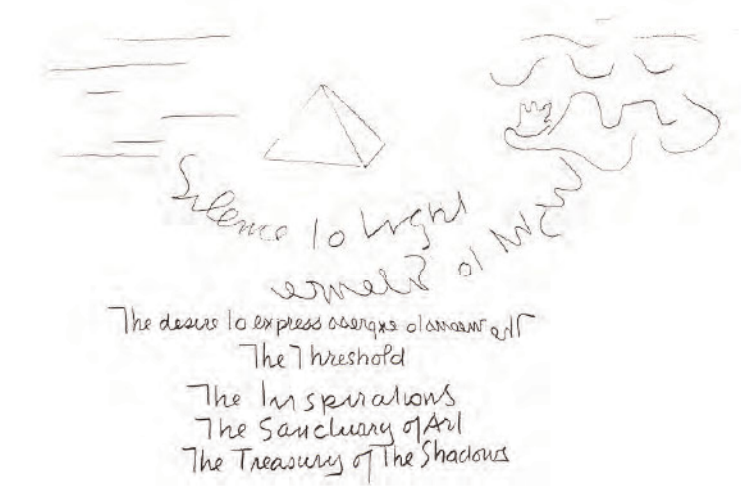 Silence to Light
Light to Silence
The desire to express The means to express
The Threshold
The Inspirations
The Sanctuary of Art
The Treasury of The Shadows